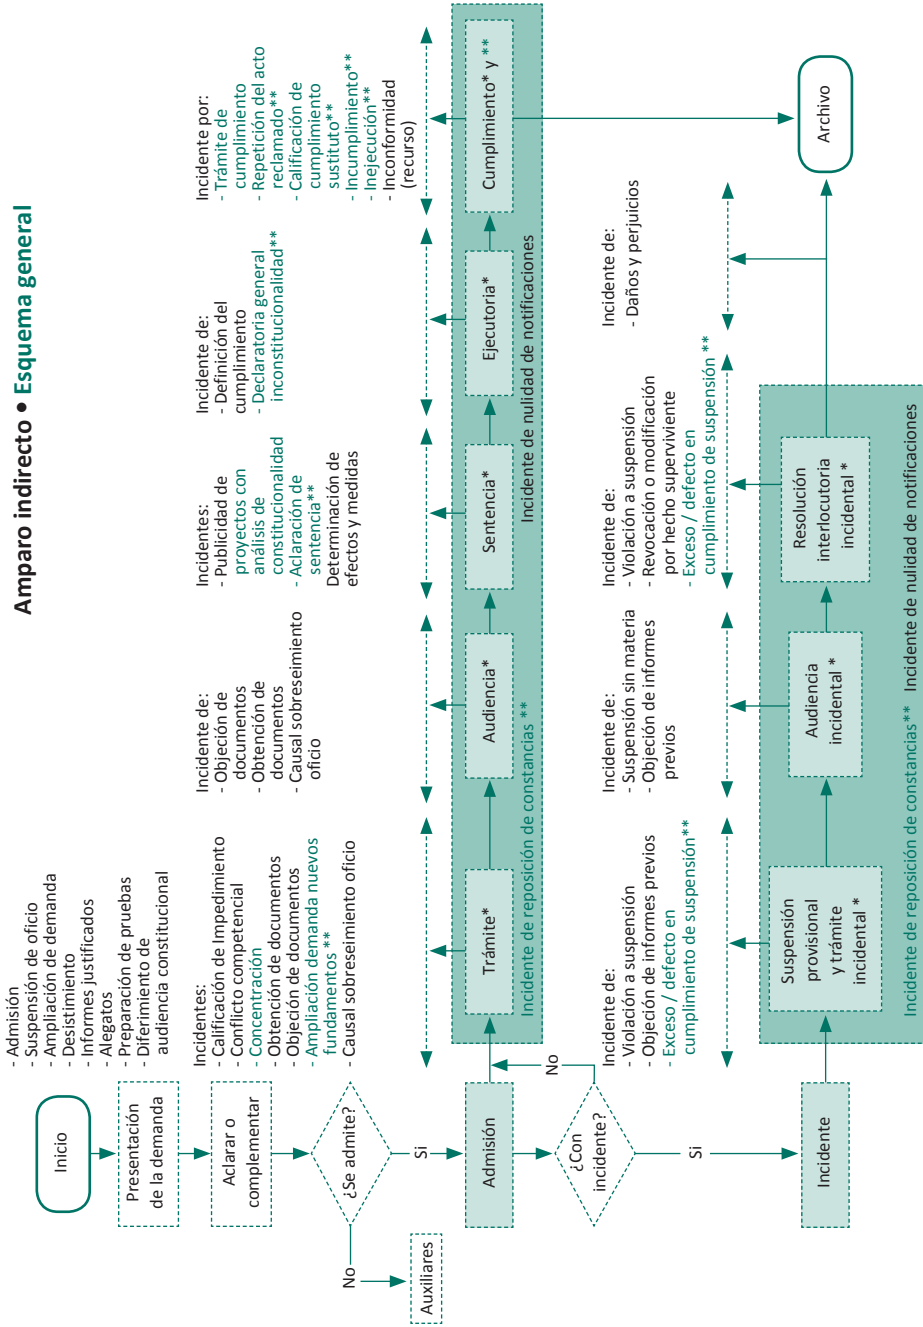 Amparo indirecto • Esquema general
Inicio
- Admisión
- Suspensión de oficio
- Ampliación de demanda
- Desistimiento
- Informes justificados
- Alegatos
- Preparación de pruebas
- Diferimiento de
audiencia constitucional
Presentación
de la demanda
Aclarar o
complementar
¿Se admite?
No
Auxiliares
Si
Admisión
¿Con
incidente?
No
Si
Incidente
Incidentes:
- Calificación de Impedimento
- Conflicto competencial
- Concentración
- Obtención de documentos
- Objeción de documentos
- Ampliación demanda nuevos
fundamentos **
- Causal sobreseimiento oficio
Incidente de:
- Objeción de
documentos
- Obtención de
documentos
- Causal sobreseimiento
oficio
Incidentes:
- Publicidad de
proyectos con
análisis de
constitucionalidad
- Aclaración de
sentencia**
Determinación de
efectos y medidas
Incidente de:
- Definición del
cumplimiento
- Declaratoria general
inconstitucionalidad**
Incidente por:
- Trámite de
cumplimiento
- Repetición del acto
reclamado**
- Calificación de
cumplimiento
sustituto**
- Incumplimiento**
- Inejecución**
- Inconformidad
(recurso)
Trámite*
Audiencia*
Sentencia*
Ejecutoria*
Cumplimiento* y **
Incidente de reposición de constancias **
Incidente de nulidad de notificaciones
Incidente de:
- Violación a suspensión
- Objeción de informes previos
- Exceso / defecto en
cumplimiento de suspensión**
Incidente de:
- Suspensión sin materia
- Objeción de informes
previos
Incidente de:
- Violación a suspensión
- Revocación o modificación
por hecho superviniente
- Exceso / defecto en
cumplimiento de suspensión **
Incidente de:
- Daños y perjuicios
Suspensión
provisional
y trámite
incidental *
Audiencia
incidental *
Resolución
interlocutoria
incidental *
Archivo
Incidente de reposición de constancias**
Incidente de nulidad de notificaciones